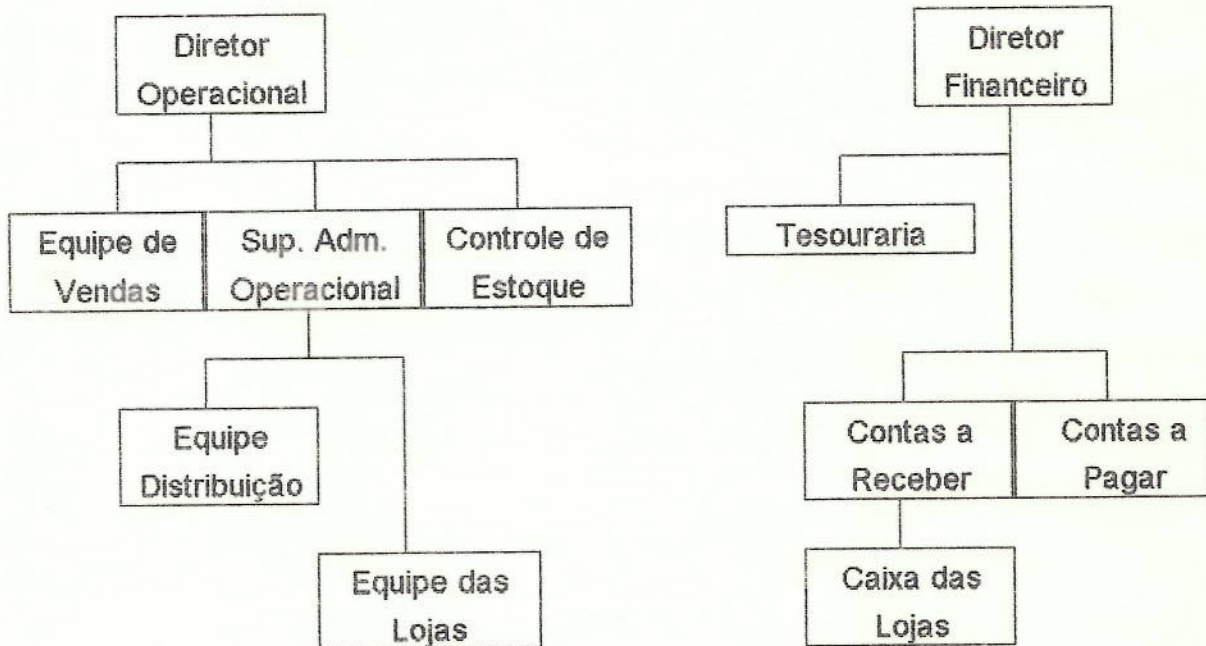 Diretor
Operacional
Diretor
Financeiro
Equipe de
Vendas
Sup. Adm.
Operacional
Controle de
Estoque
Tesouraria
Equipe
Distribuição
Contas a
Receber
Contas a
Pagar
Equipe das
Lojas
Caixa das
Lojas